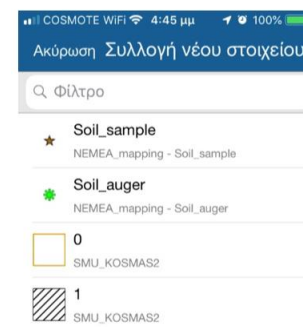 COSMOTE WiFi 4:45 μμ 100%
Ακύρωση Συλλογή νέου στοιχείου
Φίλτρο
Soil_sample
NEMEA_mapping - Soil_sample
Soil_auger
NEMEA_mapping - Soil_auger
0
SMU_KOSMAS2
1
SMU_KOSMAS2